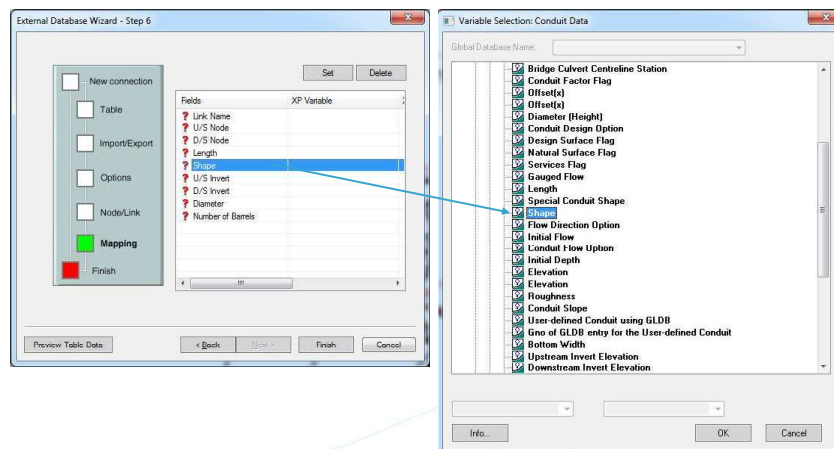 External Database Wizard - Step 6
New connection
Table
Import/Export
Options
Node/Link
Mapping
Finish
Set
Delete
Fields
XP Variable
? Link Name
? U/S Node
? D/S Node
? Length
? Shape
? U/S Invert
? D/S Invert
? Diameter
? Number of Barrels
Preview Table Data
< Back
Next >
Finish
Cancel
Variable Selection: Conduit Data
Global Database Name:
Bridge Culvert Centreline Station
Conduit Factor Flag
Offset(x)
Offset(x)
Diameter (Height)
Conduit Design Option
Design Surface Flag
Natural Surface Flag
Services Flag
Gauged Flow
Length
Special Conduit Shape
Shape
Flow Direction Option
Initial Flow
Conduit Flow Option
Initial Depth
Elevation
Elevation
Roughness
Conduit Slope
User-defined Conduit using GLDB
Gno of GLDB entry for the User-defined Conduit
Bottom Width
Upstream Invert Elevation
Downstream Invert Elevation
Info...
OK
Cancel